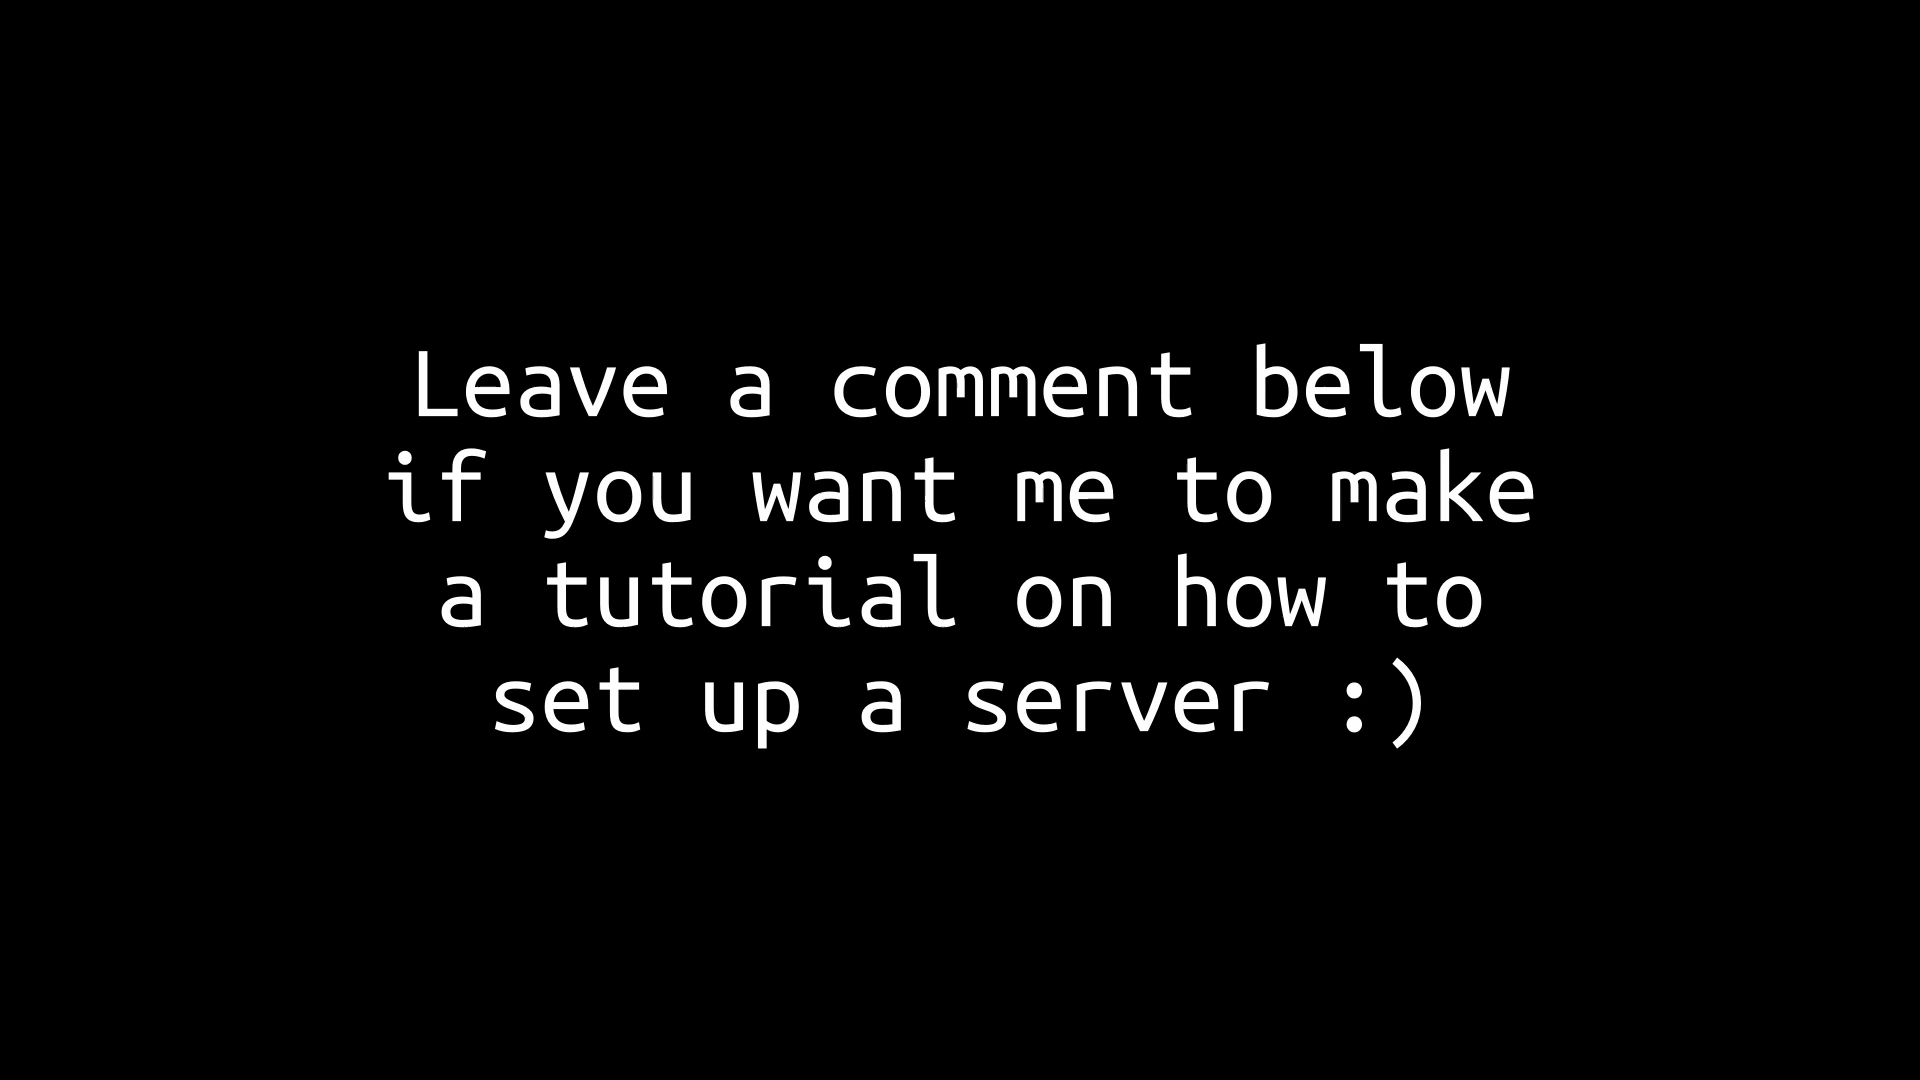 Leave a comment below
if you want me to make
a tutorial on how to
set up a server :)